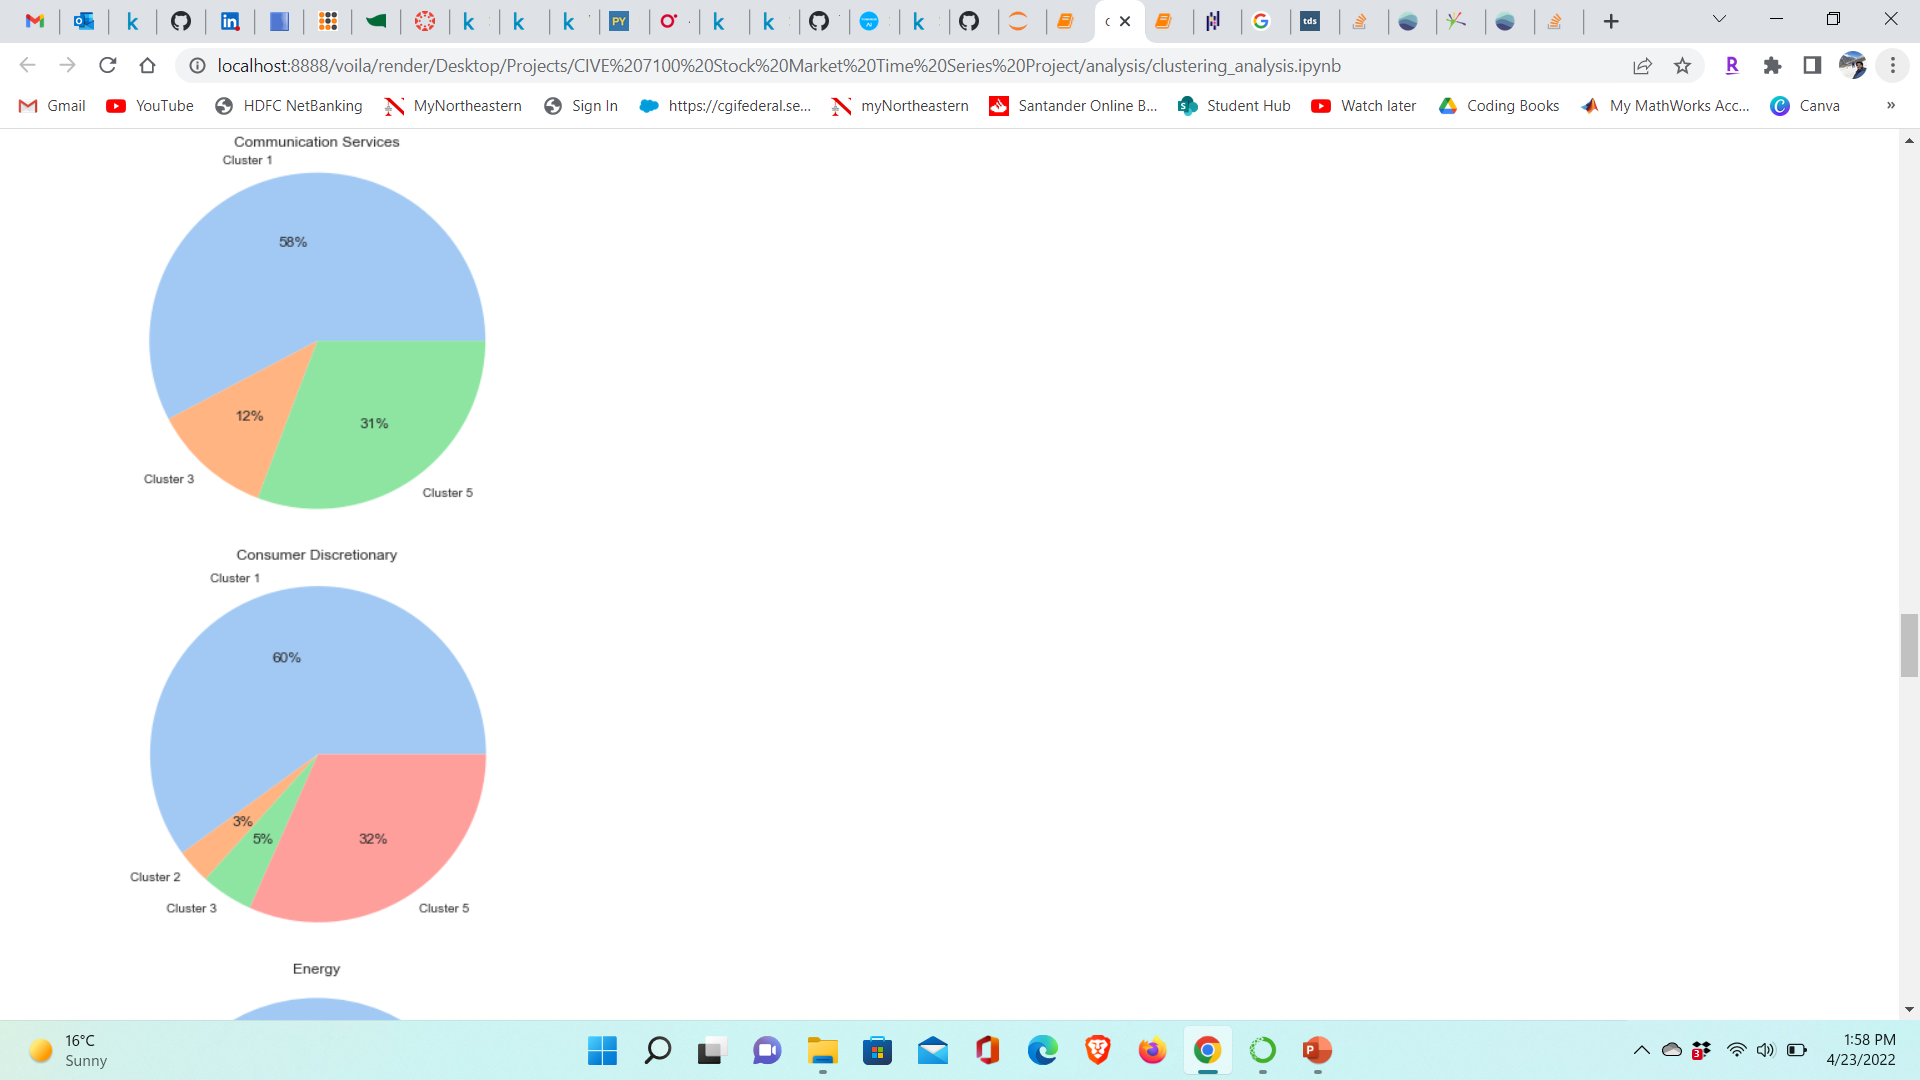 localhost:8888/voila/render/Desktop/Projects/CIVE%207100%20Stock%20Market%20Time%20Series%20Project/analysis/clustering_analysis.ipynb
Gmail YouTube HDFC NetBanking MyNortheastern Sign In https://cgifederal.se... myNortheastern Santander Online B... Student Hub Watch later Coding Books My MathWorks Acc... Canva »
Communication Services
Cluster 1
58%
12%
31%
Cluster 3
Cluster 5
Consumer Discretionary
Cluster 1
60%
3%
5%
32%
Cluster 2
Cluster 3
Cluster 5
Energy
16°C
Sunny
1:58 PM
4/23/2022